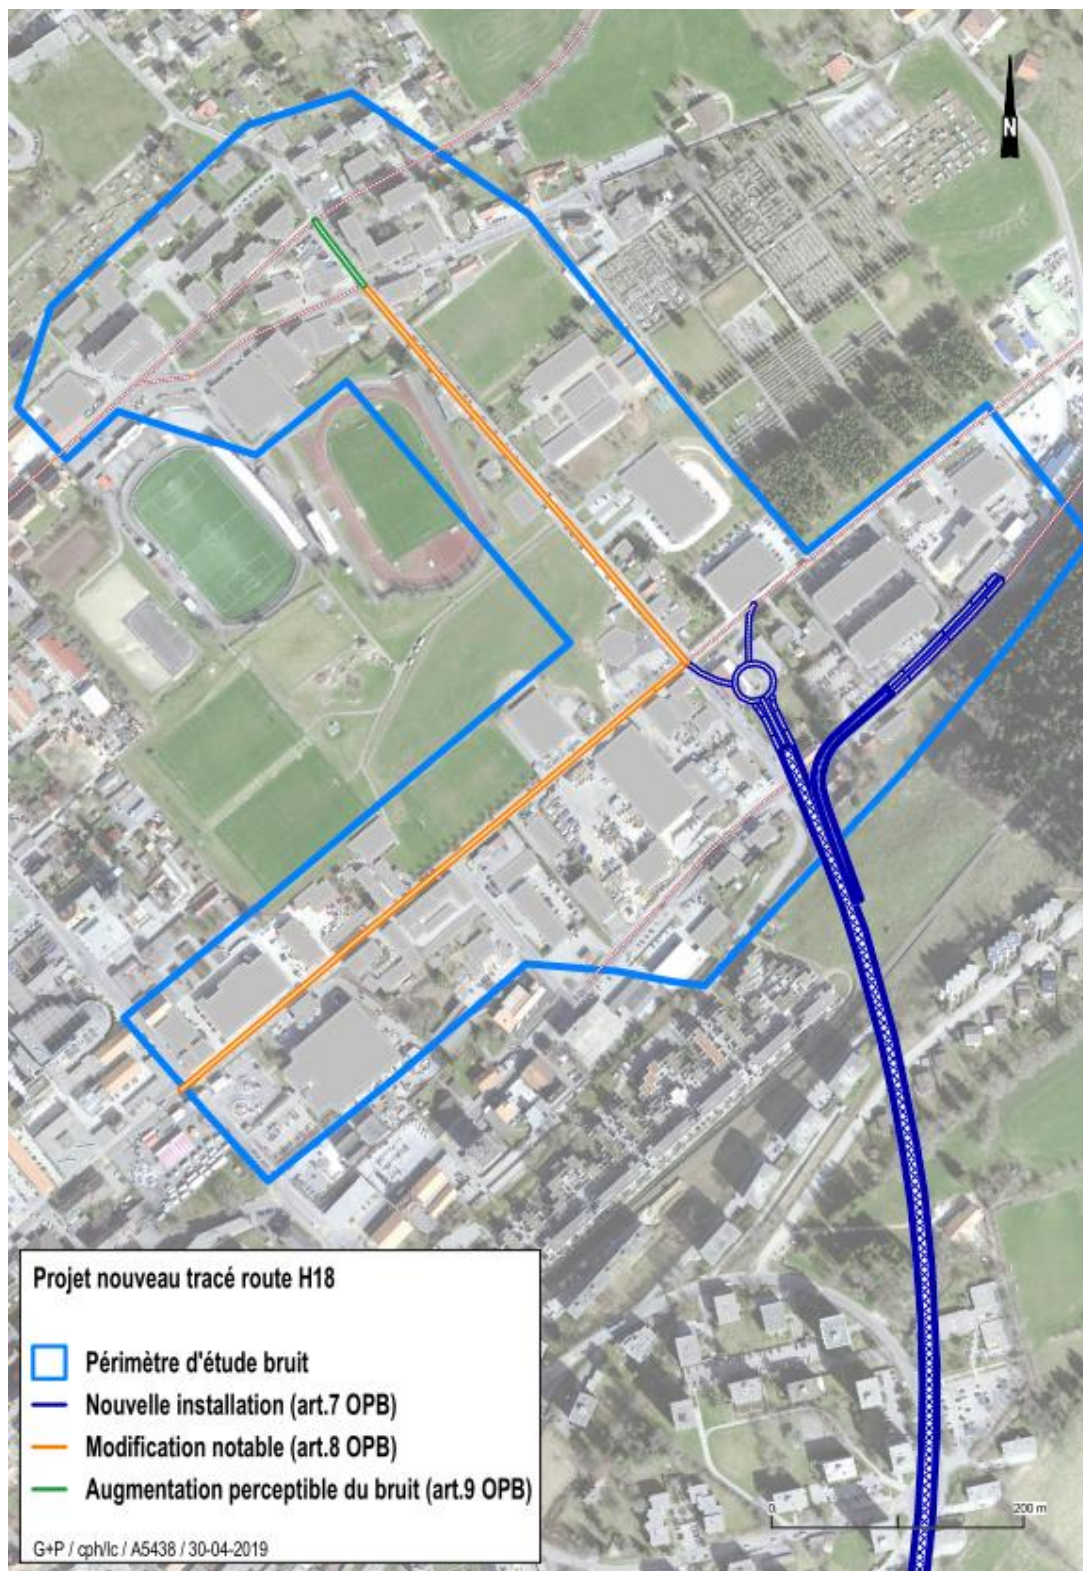 N
Projet nouveau tracé route H18
Périmètre d'étude bruit
Nouvelle installation (art.7 OPB)
Modification notable (art.8 OPB)
Augmentation perceptible du bruit (art.9 OPB)
G+P / cph/lc / A5438 / 30-04-2019
0 200 m